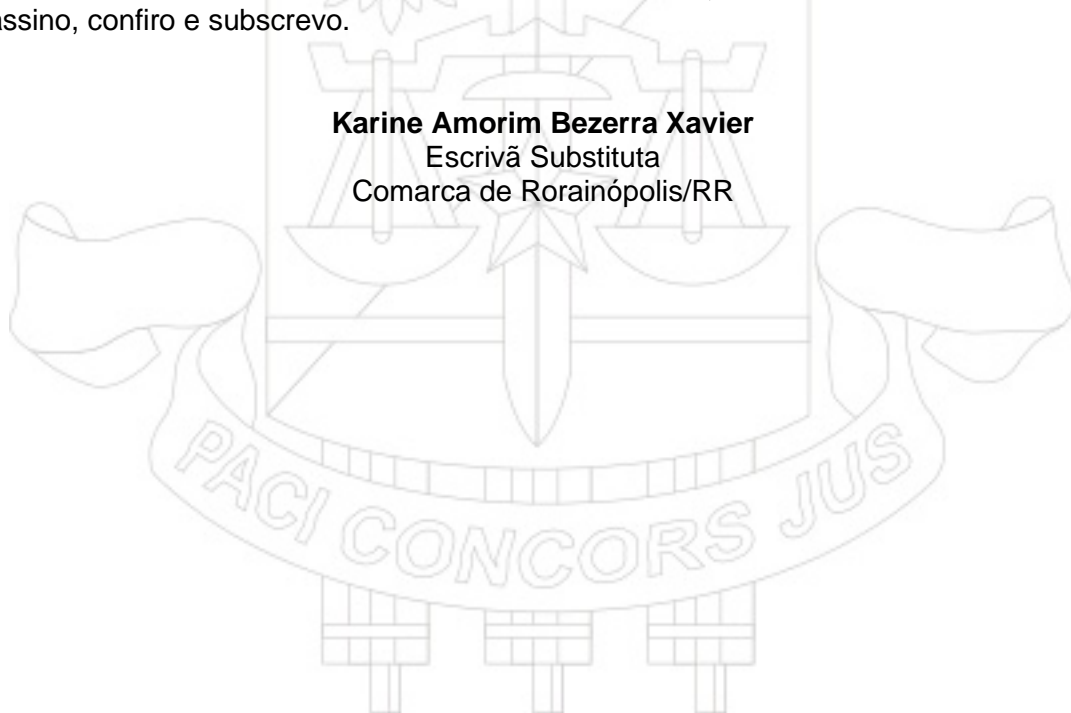 assino, confiro e subscrevo.
Karine Amorim Bezerra Xavier
Escrivã Substituta
Comarca de Rorainópolis/RR
PACI CONCORS JUS